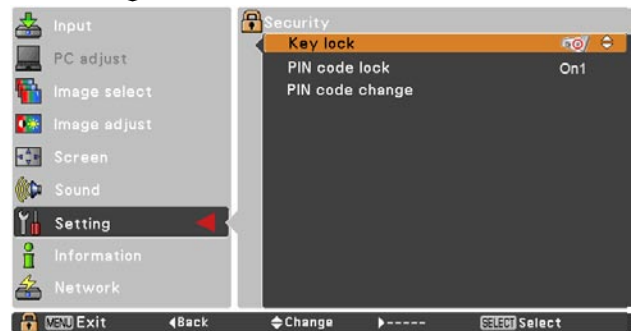 Input
PC adjust
Image select
Image adjust
Screen
Sound
Setting
Information
Network
Security
Key lock
PIN code lock On1
PIN code change
MENU Exit Back Change ----- SELECT Select